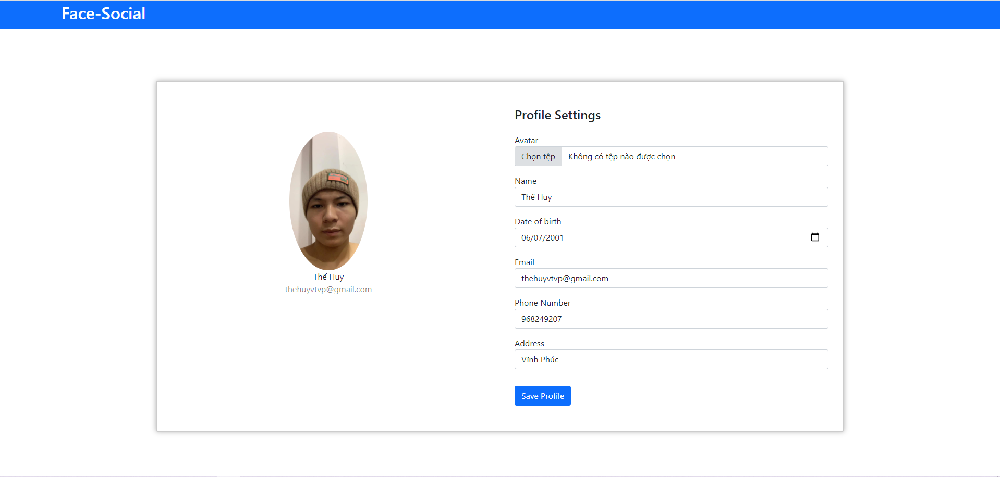 Face-Social
Thế Huy
thehuyvtvp@gmail.com
Profile Settings
Avatar
Chọn tệp Không có tệp nào được chọn
Name
Thế Huy
Date of birth
06/07/2001
Email
thehuyvtvp@gmail.com
Phone Number
968249207
Address
Vĩnh Phúc
Save Profile